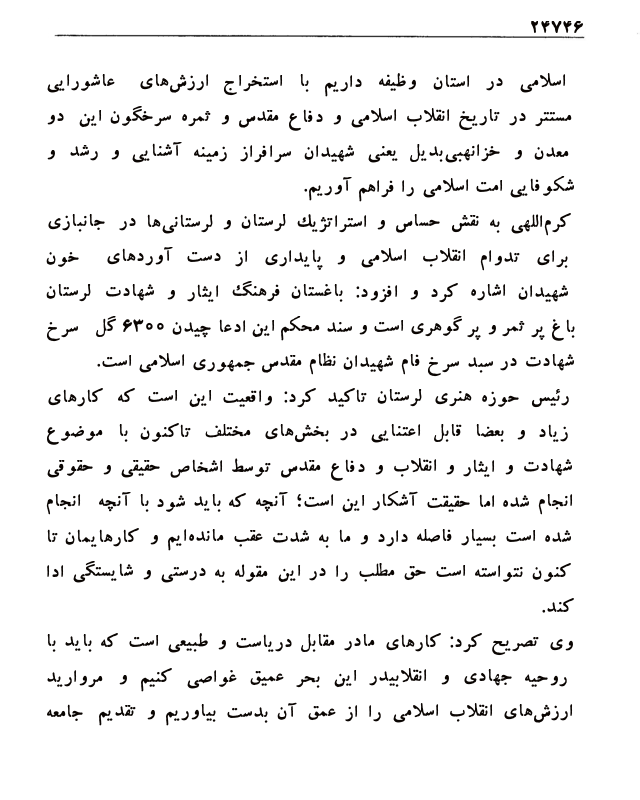 ۲۴۷۴۶
اسلامی در استان وظیفه داریم با استخراج ارزش‌های عاشورایی
مستتر در تاریخ انقلاب اسلامی و دفاع مقدس و ثمره سرخگون این دو
معدن و خزانهبی‌بدیل یعنی شهیدان سرافراز زمینه آشنایی و رشد و
شکوفایی امت اسلامی را فراهم آوریم.
کرم‌اللهی به نقش حساس و استراتژیك لرستان و لرستانی‌ها در جانبازی
برای تدوام انقلاب اسلامی و پایداری از دست آوردهای خون
شهیدان اشاره کرد و افزود: باغستان فرهنگ ایثار و شهادت لرستان
باغ پر ثمر و پر گوهری است و سند محکم این ادعا چیدن ۶۳۰۰ گل سرخ
شهادت در سبد سرخ فام شهیدان نظام مقدس جمهوری اسلامی است.
رئیس حوزه هنری لرستان تاکید کرد: واقعیت این است که کارهای
زیاد و بعضا قابل اعتنایی در بخش‌های مختلف تاکنون با موضوع
شهادت و ایثار و انقلاب و دفاع مقدس توسط اشخاص حقیقی و حقوقی
انجام شده اما حقیقت آشکار این است؛ آنچه که باید شود با آنچه انجام
شده است بسیار فاصله دارد و ما به شدت عقب مانده‌ایم و کارهایمان تا
کنون نتواسته است حق مطلب را در این مقوله به درستی و شایستگی ادا
کند.
وی تصریح کرد: کارهای مادر مقابل دریاست و طبیعی است که باید با
روحیه جهادی و انقلابیدر این بحر عمیق غواصی کنیم و مروارید
ارزش‌های انقلاب اسلامی را از عمق آن بدست بیاوریم و تقدیم جامعه